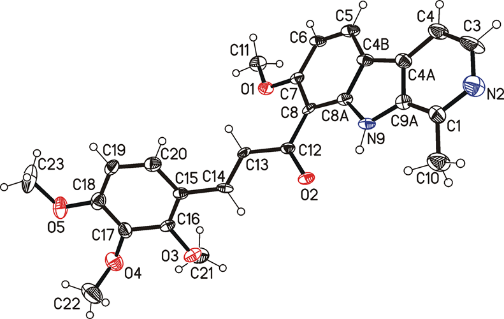 C5 C4 C3
C6 C4B
C11 C4A N2
O1 C7
C8 C8A C9A C1
N9
C23 C19 C20 C13 C12 C10
C15 C14
C18 O2
O5 C17 C16
O3 C21
O4
C22